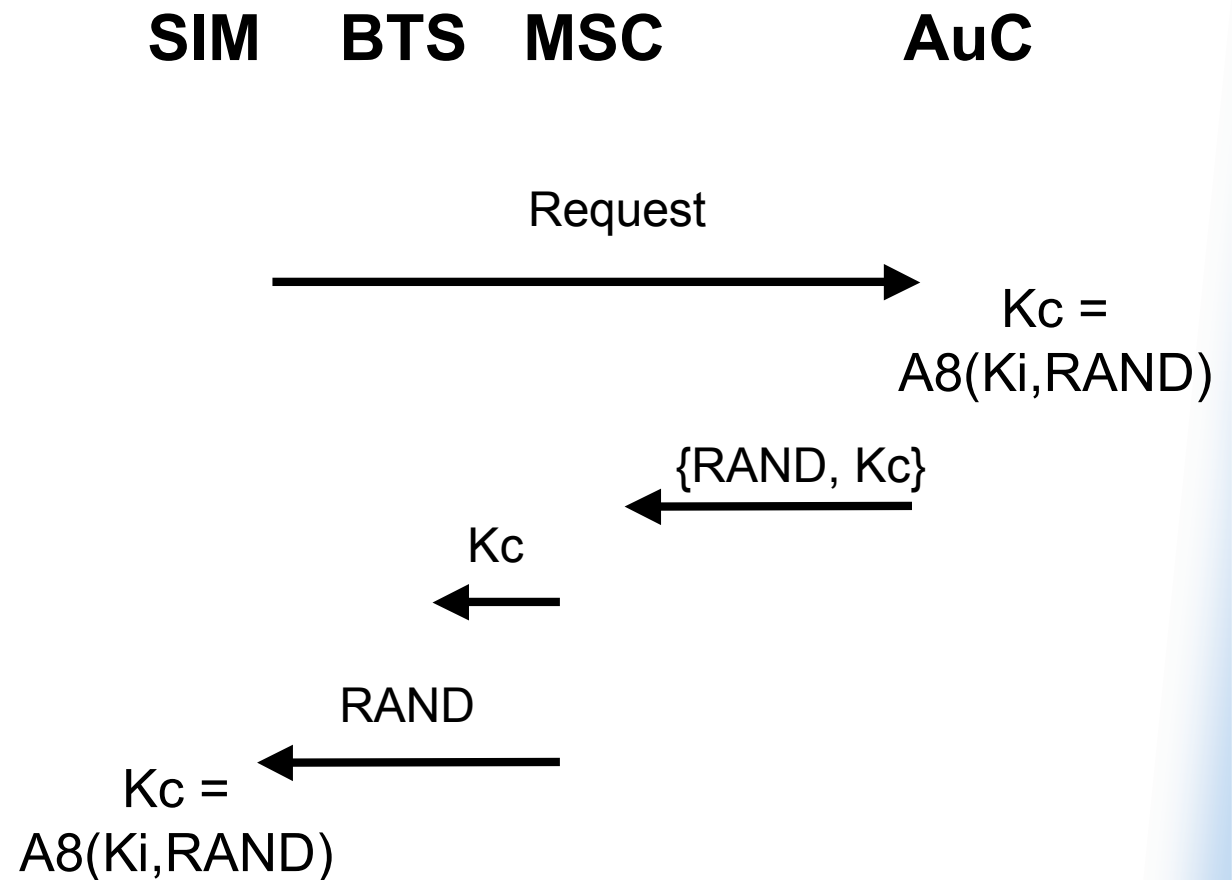 SIM BTS MSC AuC
Request
Kc =
A8(Ki,RAND)
{RAND, Kc}
Kc
RAND
Kc =
A8(Ki,RAND)